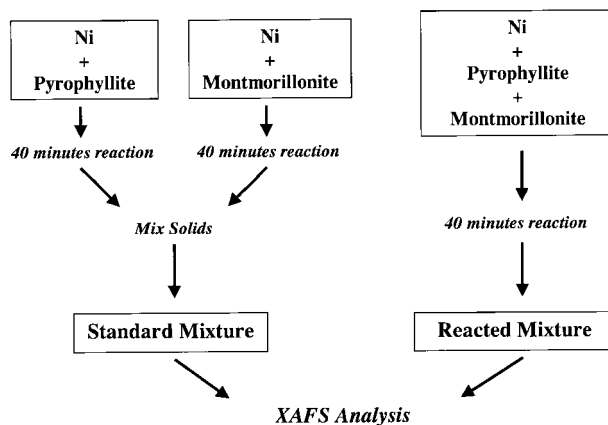 Ni
+
Pyrophyllite
Ni
+
Montmorillonite
Ni
+
Pyrophyllite
+
Montmorillonite
40 minutes reaction
40 minutes reaction
Mix Solids
40 minutes reaction
Standard Mixture
Reacted Mixture
XAFS Analysis